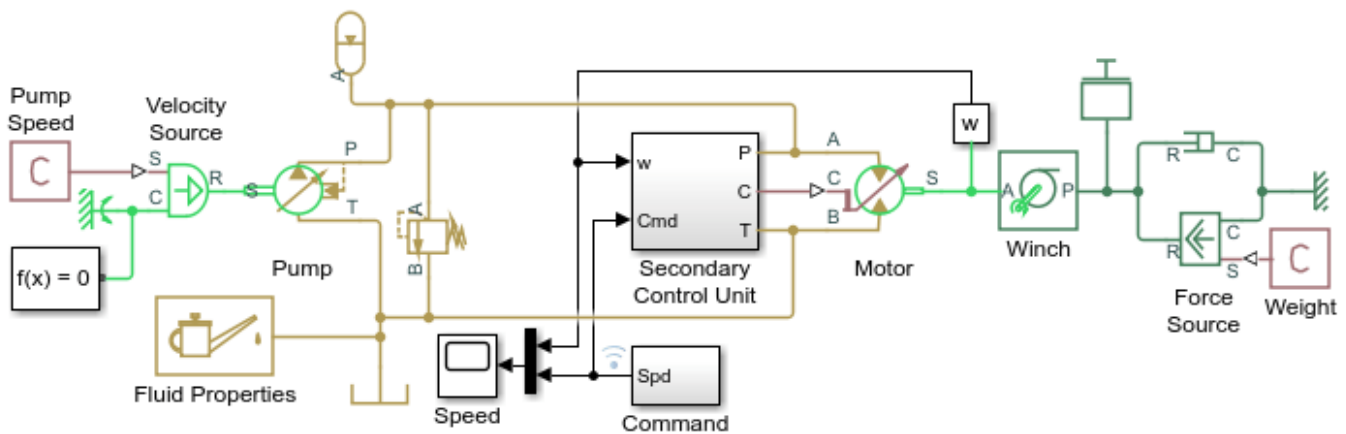 A
Pump
Speed
Velocity
Source
C
S
C
R
S
P
T
Pump
f(x) = 0
Fluid Properties
A
B
w
Cmd
P
C
T
Secondary
Control Unit
A
C
B
S
Motor
w
A
P
Winch
R
C
R
C
S
Force
Source
C
Weight
Speed
Spd
Command